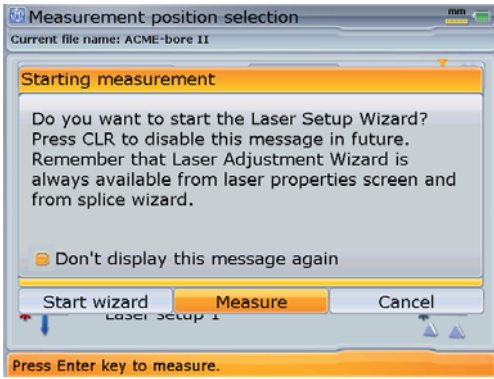 Measurement position selection
mm
Current file name: ACME-bore II
Starting measurement
Do you want to start the Laser Setup Wizard?
Press CLR to disable this message in future.
Remember that Laser Adjustment Wizard is
always available from laser properties screen and
from splice wizard.
Don't display this message again
Start wizard
Measure
Cancel
Laser setup 1
Press Enter key to measure.